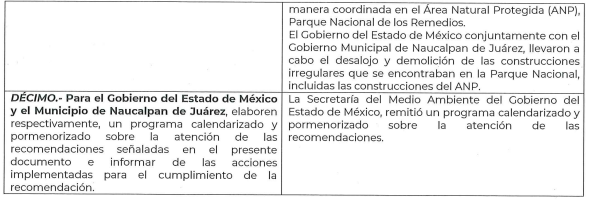 manera coordinada en el Área Natural Protegida (ANP),
Parque Nacional de los Remedios.
El Gobierno del Estado de México conjuntamente con el
Gobierno Municipal de Naucalpan de Juárez, llevaron a
cabo el desalojo y demolición de las construcciones
irregulares que se encontraban en la Parque Nacional,
incluidas las construcciones del ANP.
DÉCIMO.- Para el Gobierno del Estado de México
y el Municipio de Naucalpan de Juárez, elaboren
respectivamente, un programa calendarizado y
pormenorizado sobre la atención de las
recomendaciones señaladas en el presente
documento e informar de las acciones
implementadas para el cumplimiento de la
recomendación.
La Secretaría del Medio Ambiente del Gobierno del
Estado de México, remitió un programa calendarizado y
pormenorizado sobre la atención de las
recomendaciones.